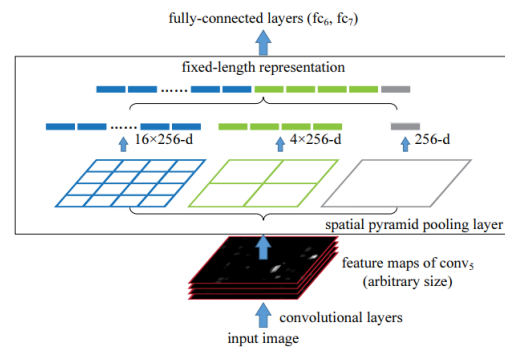 fully-connected layers (fc6, fc7)
fixed-length representation
......
......
16×256-d
4×256-d
256-d
spatial pyramid pooling layer
feature maps of conv5
(arbitrary size)
convolutional layers
input image